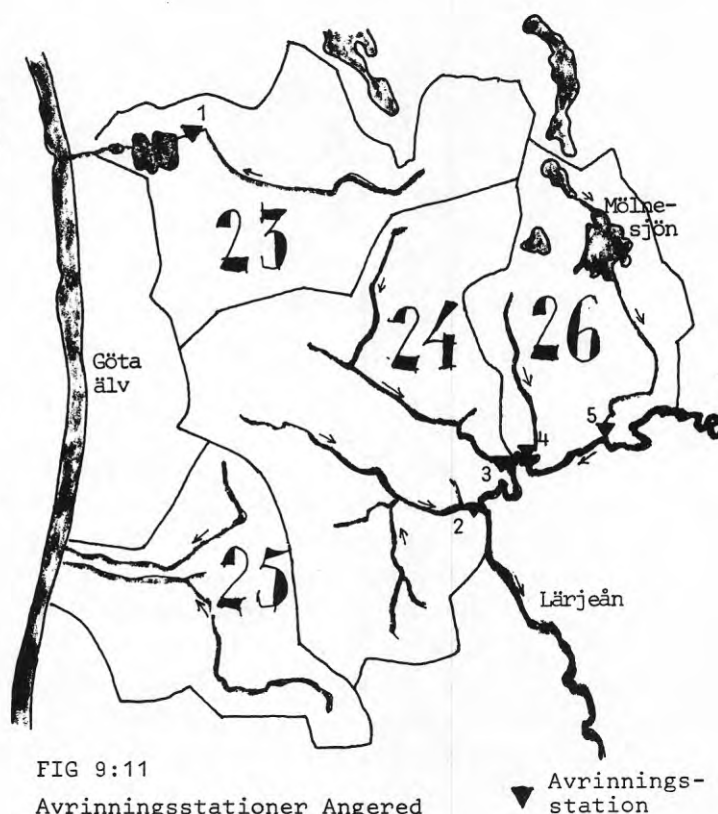 1
23
Mölne-
sjön
24
26
Göta
älv
5
4
3
2
25
Lärjeån
FIG 9:11
Avrinningsstationer Angered
Avrinnings-
station